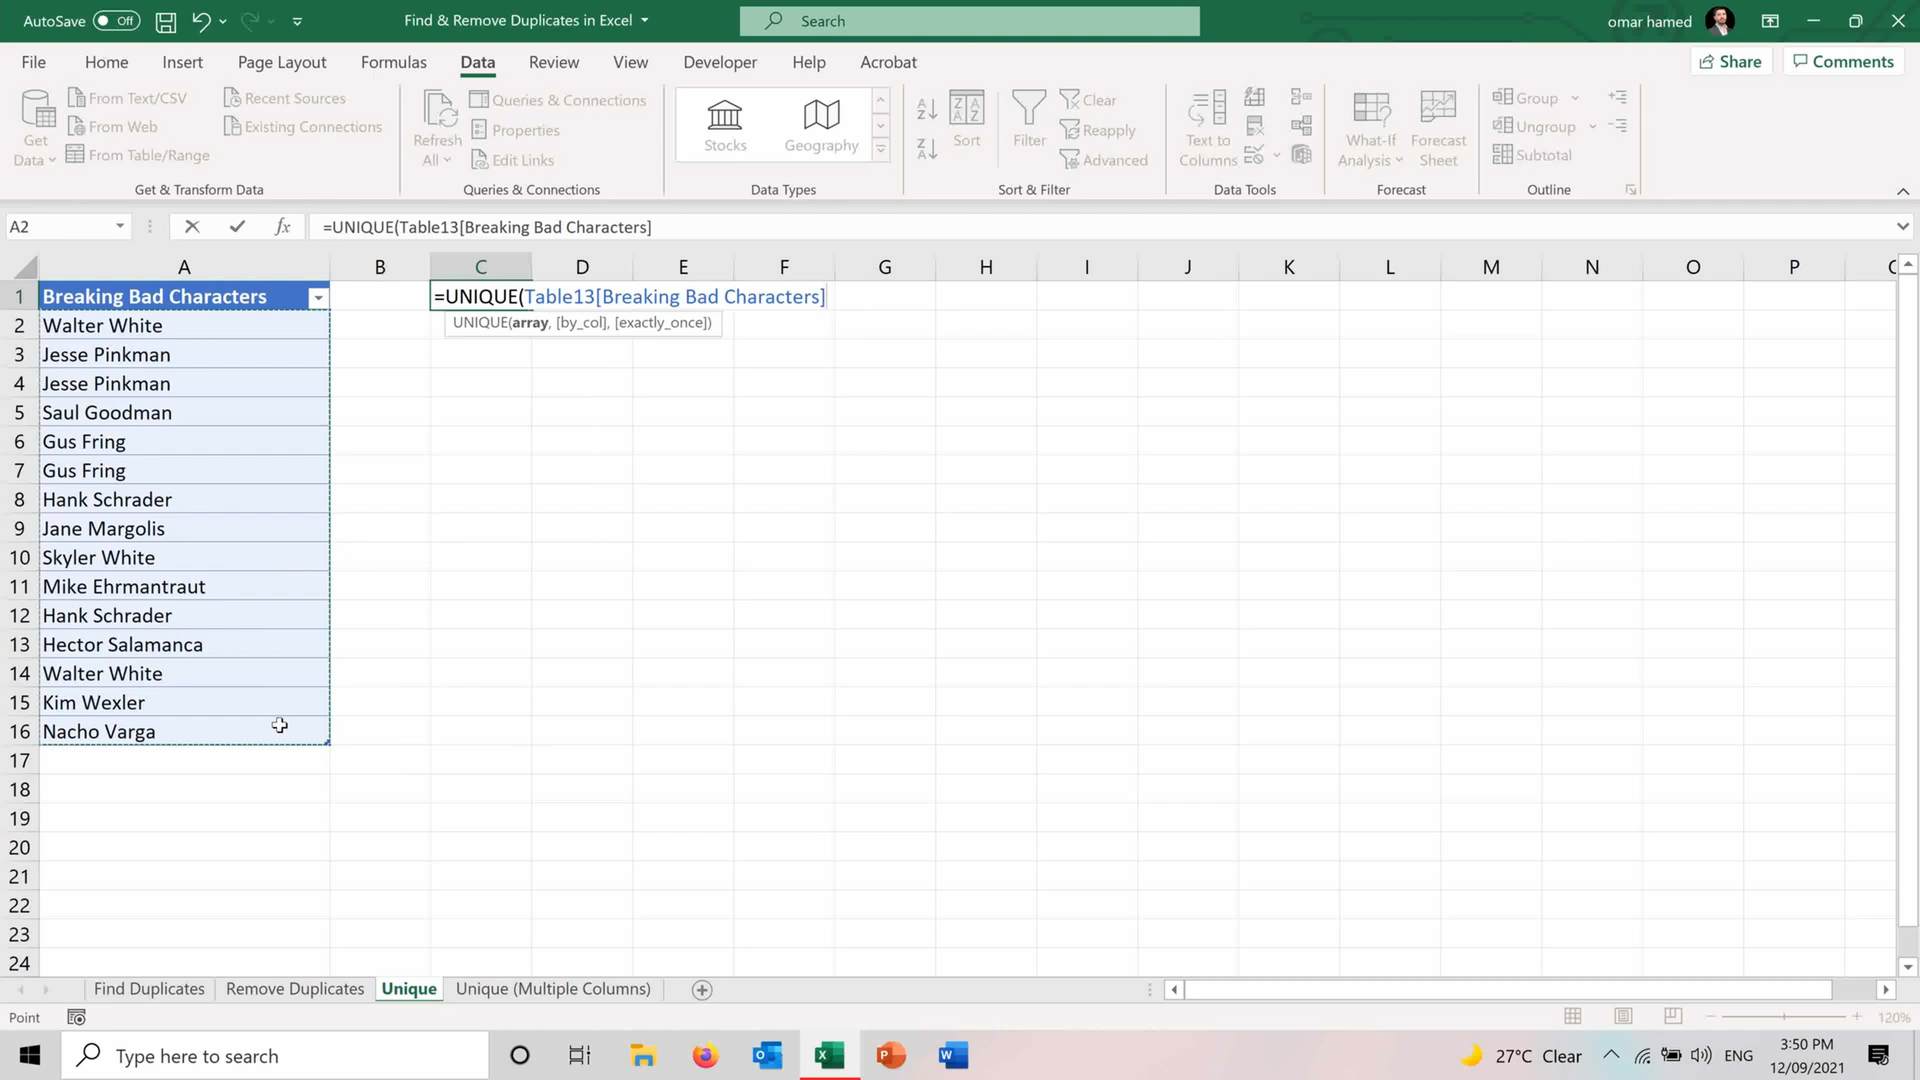 AutoSave Off Find & Remove Duplicates in Excel Search omar hamed
File Home Insert Page Layout Formulas Data Review View Developer Help Acrobat Share Comments
Get Data
From Text/CSV
From Web
From Table/Range
Recent Sources
Existing Connections
Get & Transform Data
Refresh All
Queries & Connections
Properties
Edit Links
Queries & Connections
Stocks Geography
Data Types
Sort Filter
Clear
Reapply
Advanced
Sort & Filter
Text to Columns
Data Tools
What-If Analysis
Forecast Sheet
Forecast
Group
Ungroup
Subtotal
Outline
A2 fx =UNIQUE(Table13[Breaking Bad Characters]
A B C D E F G H I J K L M N O P
1 Breaking Bad Characters =UNIQUE(Table13[Breaking Bad Characters]
2 Walter White UNIQUE(array, [by_col], [exactly_once])
3 Jesse Pinkman
4 Jesse Pinkman
5 Saul Goodman
6 Gus Fring
7 Gus Fring
8 Hank Schrader
9 Jane Margolis
10 Skyler White
11 Mike Ehrmantraut
12 Hank Schrader
13 Hector Salamanca
14 Walter White
15 Kim Wexler
16 Nacho Varga
17
18
19
20
21
22
23
24
Find Duplicates Remove Duplicates Unique Unique (Multiple Columns)
Point 120%
Type here to search 27°C Clear ENG 3:50 PM
12/09/2021